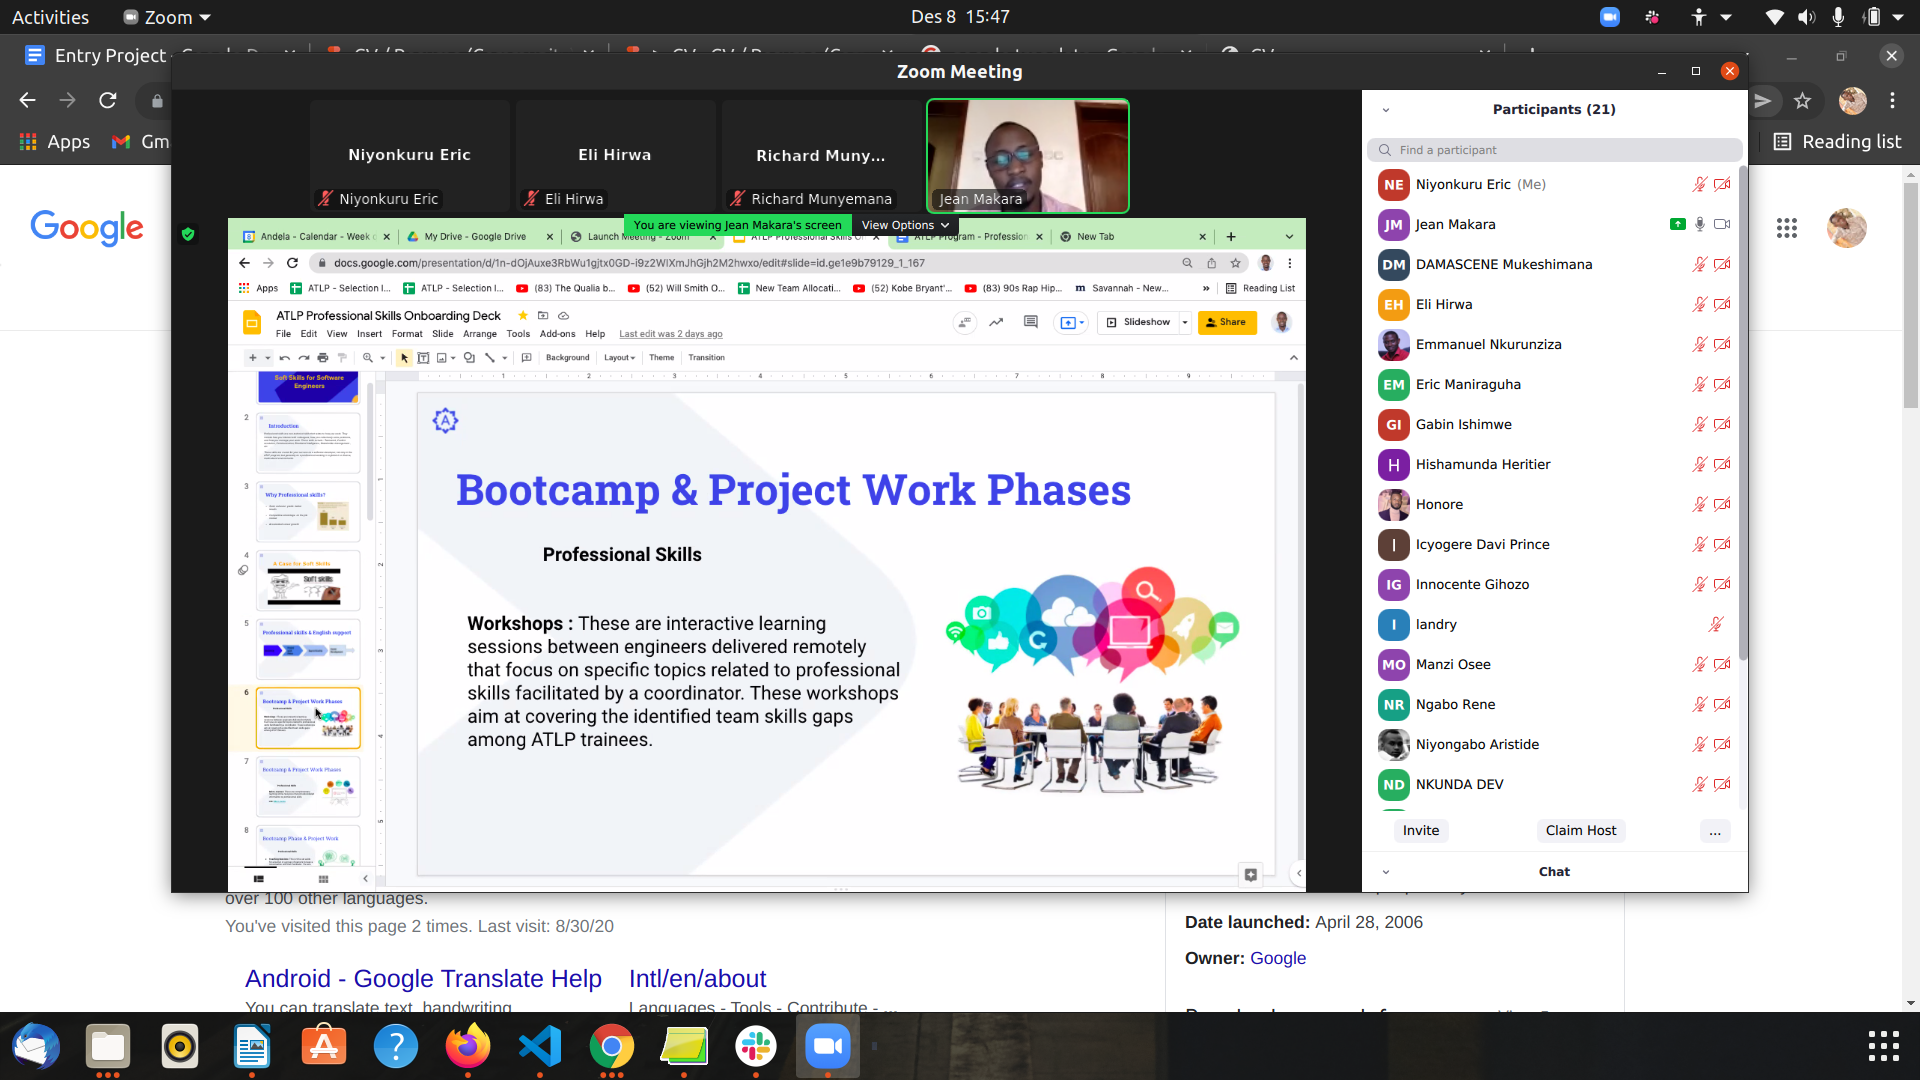 Activities
Zoom
Des 8 15:47
Entry Project
Zoom Meeting
Apps
Reading list
Google
Niyonkuru Eric
Eli Hirwa
Richard Muny...
Niyonkuru Eric
Eli Hirwa
Richard Munyemana
Jean Makara
You are viewing Jean Makara's screen
View Options
Andela - Calendar - Week o
My Drive - Google Drive
Launch Meeting - Zoom
ATLP Program - Profession
New Tab
docs.google.com/presentation/d/1n-dOjAuxe3RbWu1gjtx0GD-i9z2WIXmJhGjh2M2hwxo/edit#slide=id.ge1e9b79129_1_167
Apps
ATLP - Selection I...
ATLP - Selection I...
(83) The Qualia b...
(52) Will Smith O...
New Team Allocati...
(52) Kobe Bryant'...
(83) 90s Rap Hip...
Savannah - New...
Reading List
ATLP Professional Skills Onboarding Deck
File Edit View Insert Format Slide Arrange Tools Add-ons Help
Last edit was 2 days ago
Slideshow
Share
Background
Layout
Theme
Transition
Soft Skills for Software
Engineers
2
Introduction
3
Why Professional skills?
4
A Case for Soft Skills
Soft skills
5
Professional skills & English support
6
Bootcamp & Project Work Phases
7
Bootcamp & Project Work Phases
8
Bootcamp Phase & Project Work
Bootcamp & Project Work Phases
Professional Skills
Workshops : These are interactive learning
sessions between engineers delivered remotely
that focus on specific topics related to professional
skills facilitated by a coordinator. These workshops
aim at covering the identified team skills gaps
among ATLP trainees.
Participants (21)
Find a participant
NE Niyonkuru Eric (Me)
JM Jean Makara
DM DAMASCENE Mukeshimana
EH Eli Hirwa
Emmanuel Nkurunziza
EM Eric Maniraguha
GI Gabin Ishimwe
H Hishamunda Heritier
Honore
I Icyogere Davi Prince
IG Innocente Gihozo
l landry
MO Manzi Osee
NR Ngabo Rene
Niyongabo Aristide
ND NKUNDA DEV
Invite
Claim Host
...
Chat
over 100 other languages.
You've visited this page 2 times. Last visit: 8/30/20
Android - Google Translate Help
Intl/en/about
You can translate text, handwriting
Languages - Tools - Contribute - ...
Date launched: April 28, 2006
Owner: Google